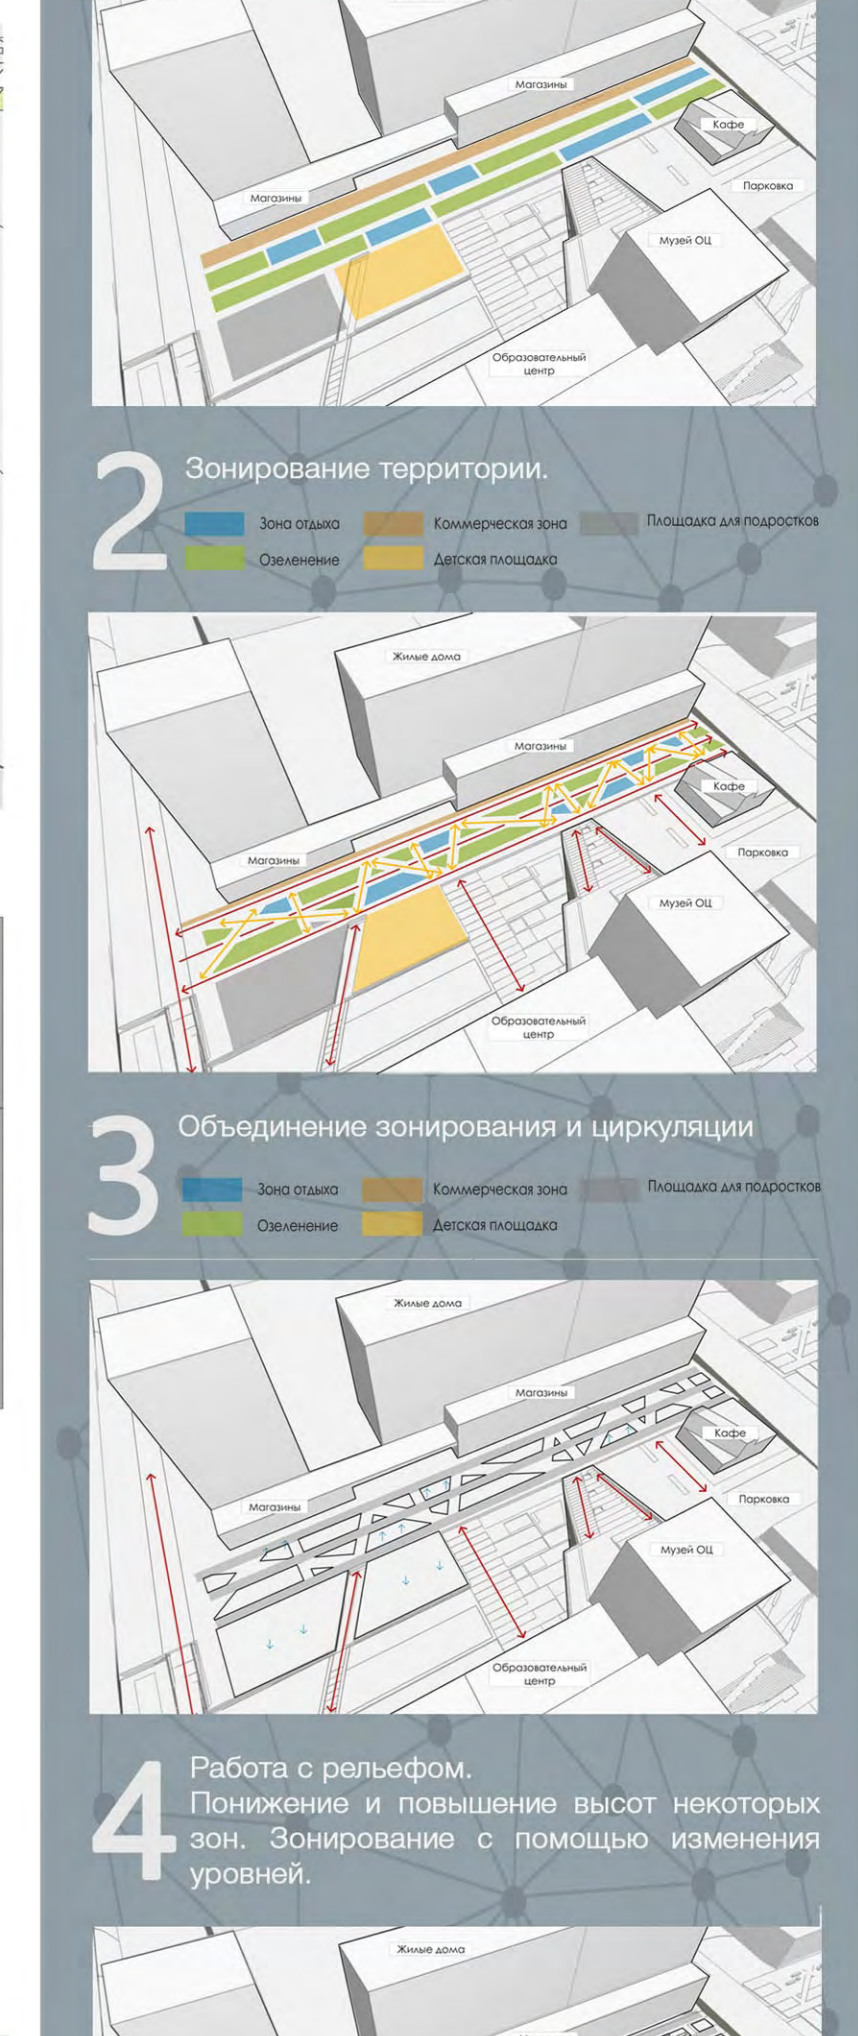 Магазины
Кафе
Парковка
Магазины
Музей ОЦ
Образовательный
центр
2
Зонирование территории.
Зона отдыха
Коммерческая зона
Площадка для подростков
Озеленение
Детская площадка
Жилые дома
Магазины
Кафе
Парковка
Магазины
Музей ОЦ
Образовательный
центр
3
Объединение зонирования и циркуляции
Зона отдыха
Коммерческая зона
Площадка для подростков
Озеленение
Детская площадка
Жилые дома
Магазины
Кафе
Парковка
Магазины
Музей ОЦ
Образовательный
центр
4
Работа с рельефом.
Понижение и повышение высот некоторых
зон. Зонирование с помощью изменения
уровней.
Жилые дома